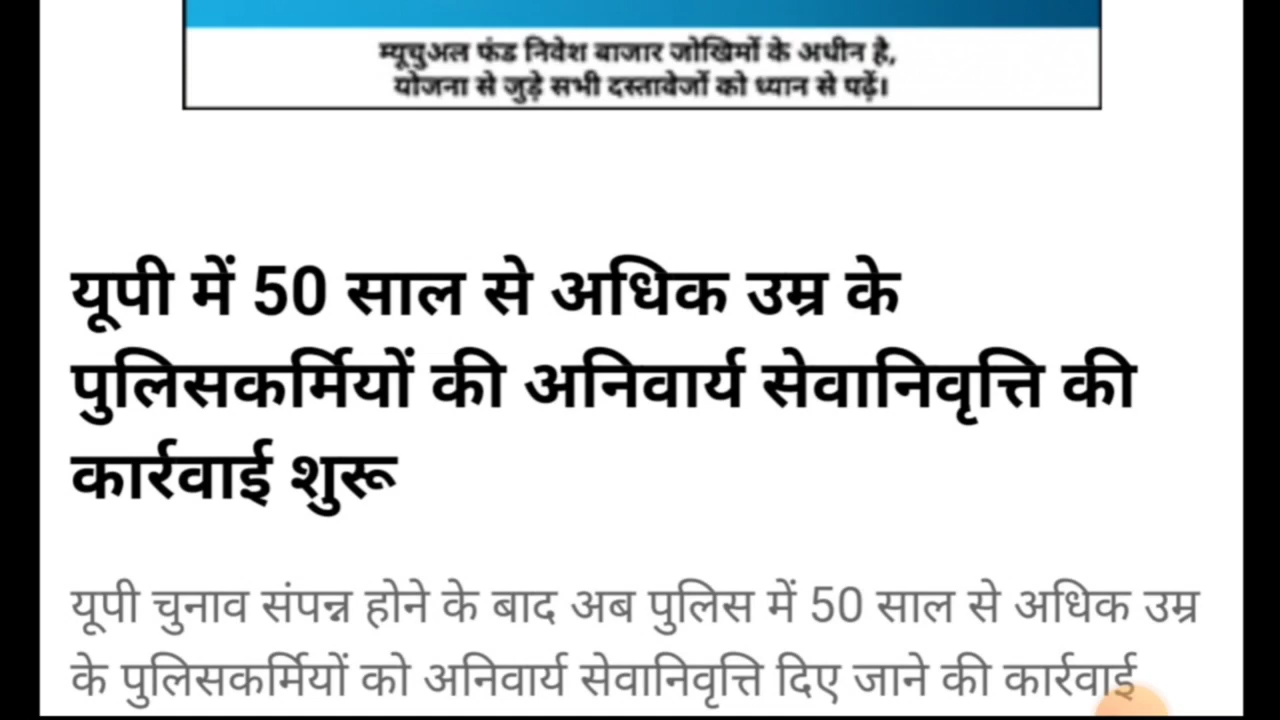 म्यूचुअल फंड निवेश बाजार जोखिमों के अधीन है,
योजना से जुड़े सभी दस्तावेजों को ध्यान से पढ़ें।
यूपी में 50 साल से अधिक उम्र के
पुलिसकर्मियों की अनिवार्य सेवानिवृत्ति की
कार्रवाई शुरू
यूपी चुनाव संपन्न होने के बाद अब पुलिस में 50 साल से अधिक उम्र
के पुलिसकर्मियों को अनिवार्य सेवानिवृत्ति दिए जाने की कार्रवाई